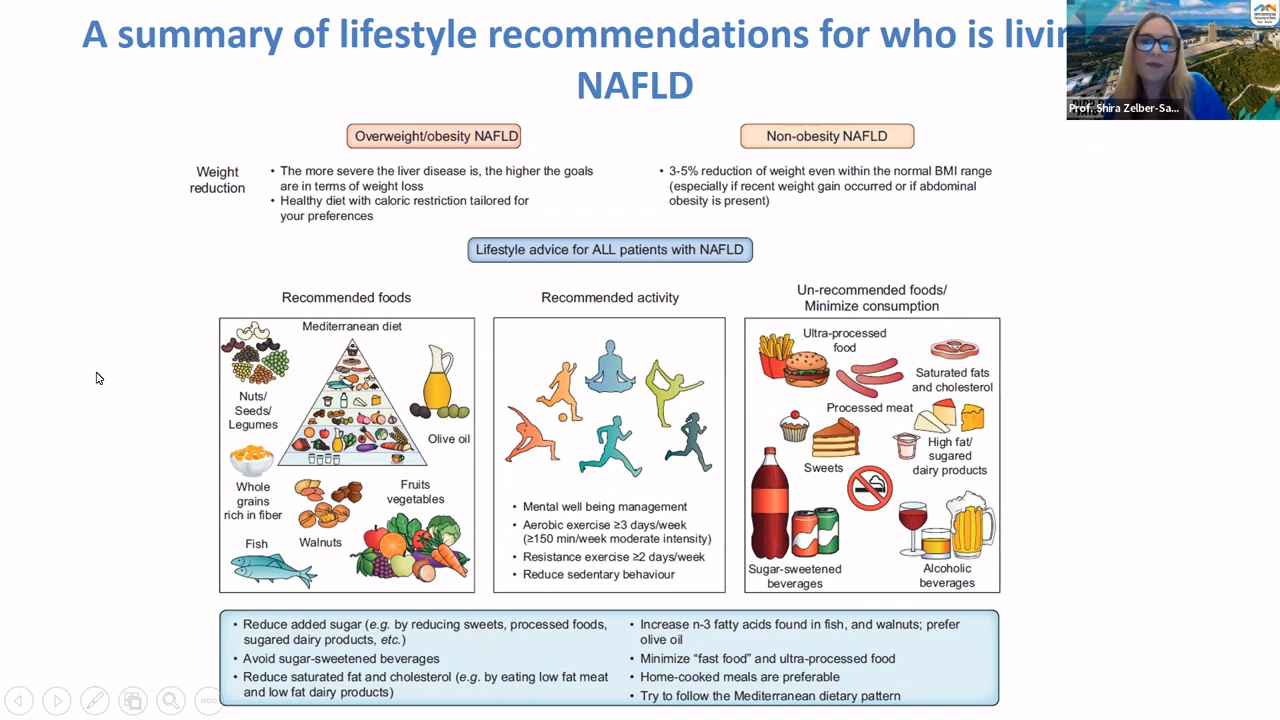 A summary of lifestyle recommendations for who is livin
NAFLD
Prof. Shira Zelber-Sa...
Overweight/obesity NAFLD
Non-obesity NAFLD
Weight
reduction
• The more severe the liver disease is, the higher the goals
are in terms of weight loss
• Healthy diet with caloric restriction tailored for
your preferences
• 3-5% reduction of weight even within the normal BMI range
(especially if recent weight gain occurred or if abdominal
obesity is present)
Lifestyle advice for ALL patients with NAFLD
Recommended foods
Mediterranean diet
Nuts/
Seeds/
Legumes
Olive oil
Whole
grains
rich in fiber
Fruits
vegetables
Fish
Walnuts
Recommended activity
• Mental well being management
• Aerobic exercise ≥3 days/week
(≥150 min/week moderate intensity)
• Resistance exercise ≥2 days/week
• Reduce sedentary behaviour
Un-recommended foods/
Minimize consumption
Ultra-processed
food
Saturated fats
and cholesterol
Processed meat
High fat/
sugared
dairy products
Sweets
Sugar-sweetened
beverages
Alcoholic
beverages
• Reduce added sugar (e.g. by reducing sweets, processed foods,
sugared dairy products, etc.)
• Avoid sugar-sweetened beverages
• Reduce saturated fat and cholesterol (e.g. by eating low fat meat
and low fat dairy products)
• Increase n-3 fatty acids found in fish, and walnuts; prefer
olive oil
• Minimize “fast food” and ultra-processed food
• Home-cooked meals are preferable
• Try to follow the Mediterranean dietary pattern